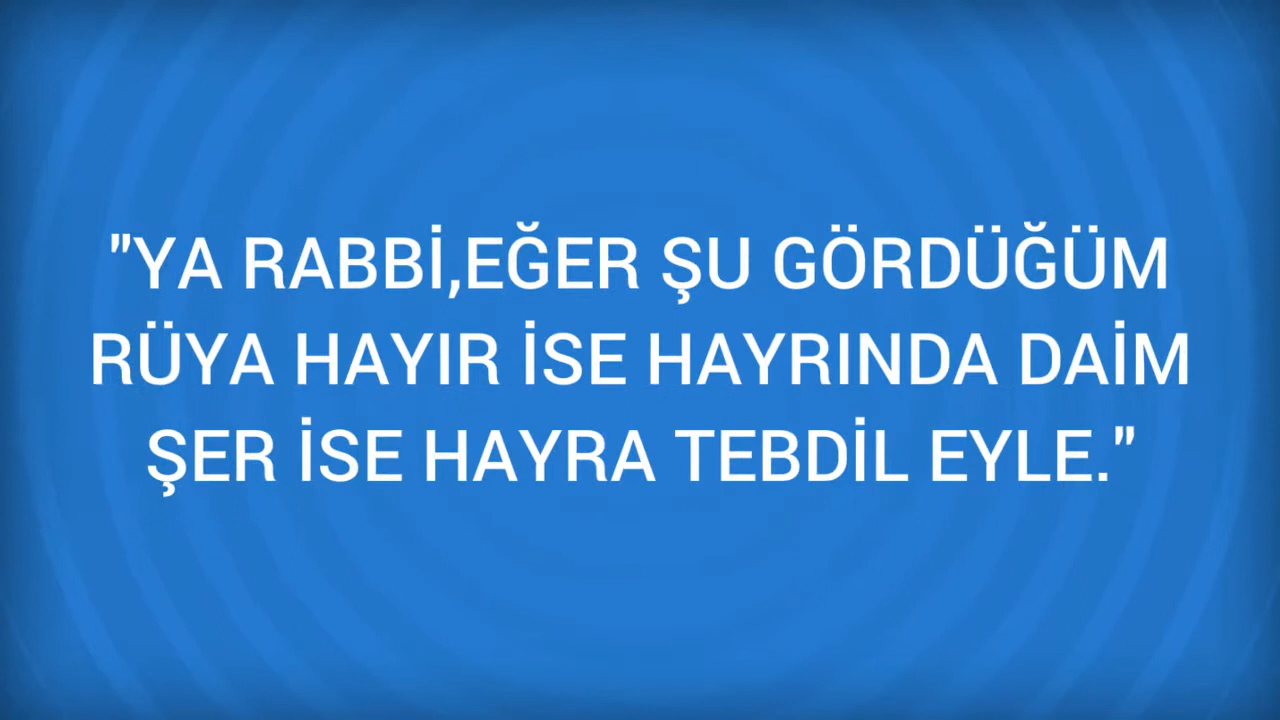 "YA RABBİ,EĞER ŞU GÖRDÜĞÜM
RÜYA HAYIR İSE HAYRINDA DAİM
ŞER İSE HAYRA TEBDİL EYLE."